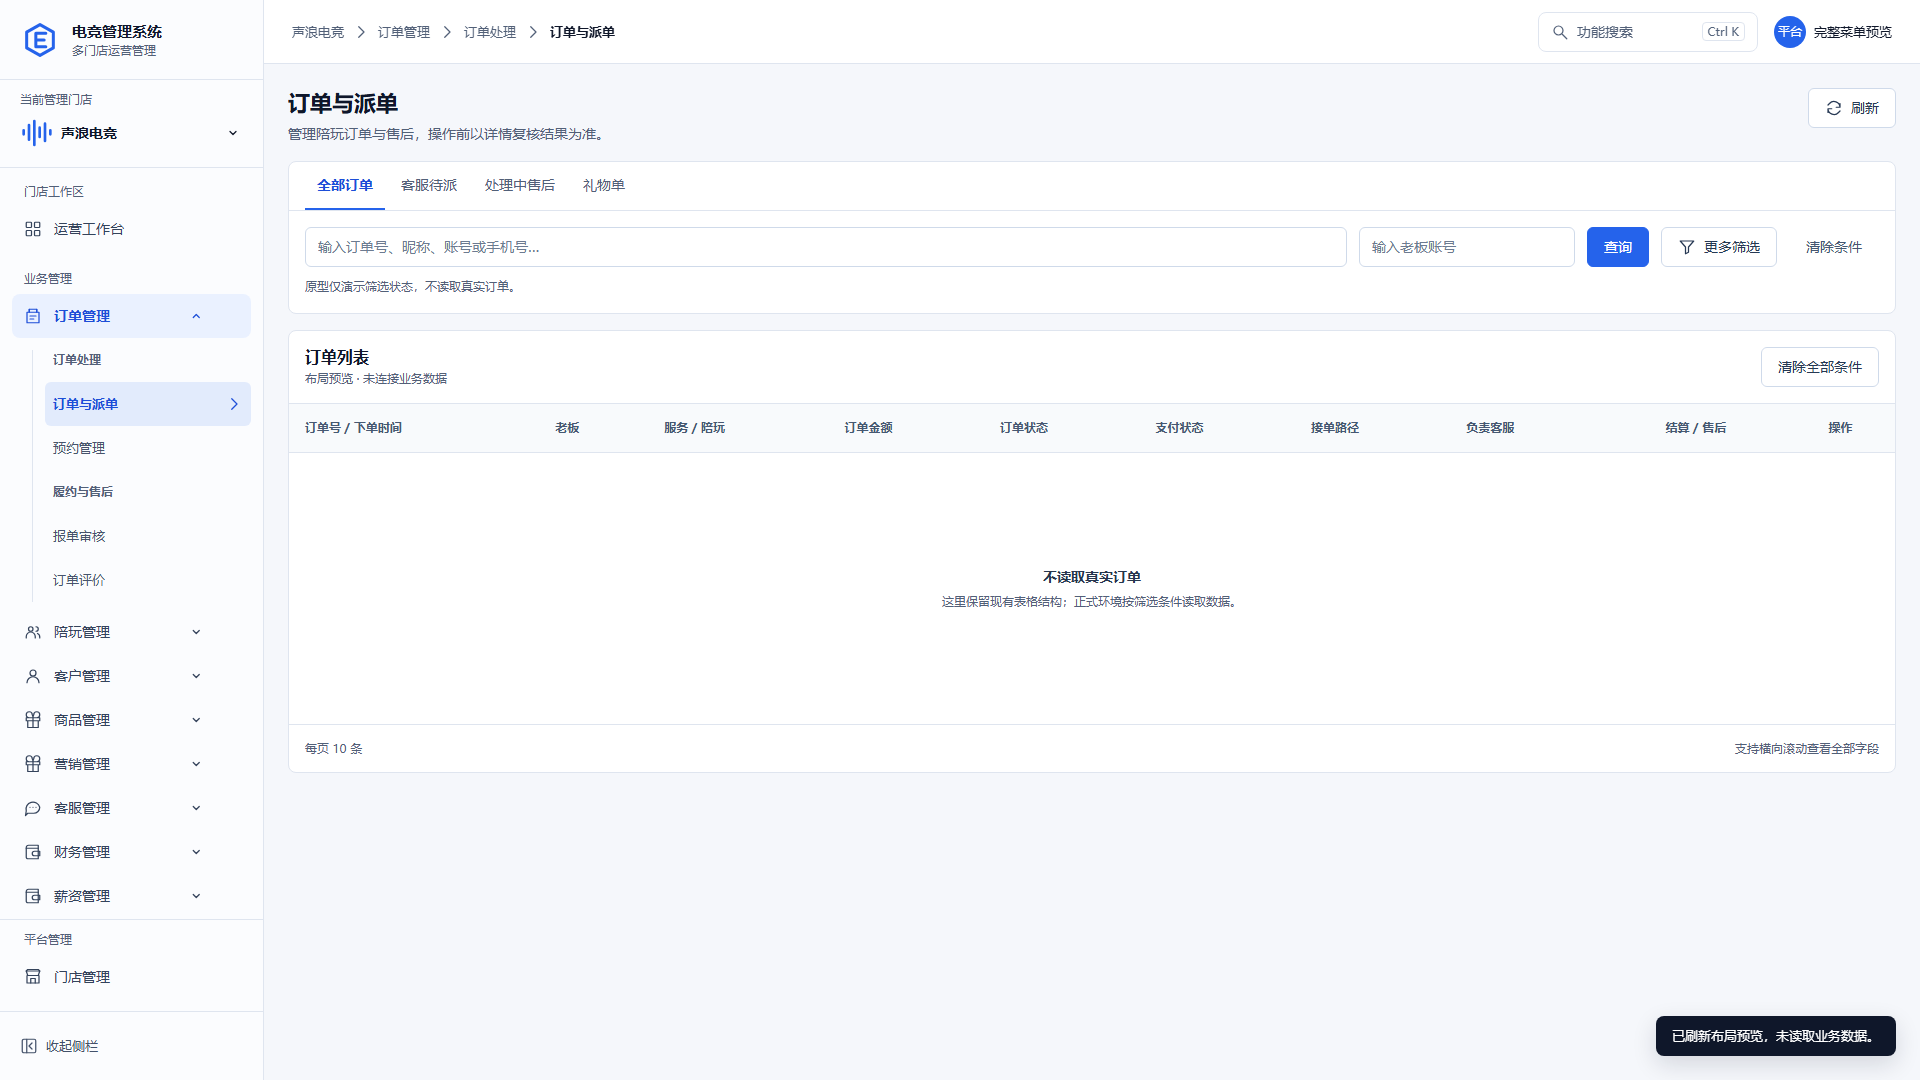 电竞管理系统
多门店运营管理
当前管理门店
声浪电竞
门店工作区
运营工作台
业务管理
订单管理
订单处理
订单与派单
预约管理
履约与售后
报单审核
订单评价
陪玩管理
客户管理
商品管理
营销管理
客服管理
财务管理
薪资管理
平台管理
门店管理
收起侧栏
声浪电竞 订单管理 订单处理 订单与派单
功能搜索 Ctrl K
平台 完整菜单预览
订单与派单
管理陪玩订单与售后，操作前以详情复核结果为准。
刷新
全部订单 客服待派 处理中售后 礼物单
输入订单号、昵称、账号或手机号... 输入老板账号 查询 更多筛选 清除条件
原型仅演示筛选状态，不读取真实订单。
订单列表
布局预览 · 未连接业务数据
清除全部条件
订单号 / 下单时间 老板 服务 / 陪玩 订单金额 订单状态 支付状态 接单路径 负责客服 结算 / 售后 操作
不读取真实订单
这里保留现有表格结构；正式环境按筛选条件读取数据。
每页 10 条 支持横向滚动查看全部字段
已刷新布局预览，未读取业务数据。